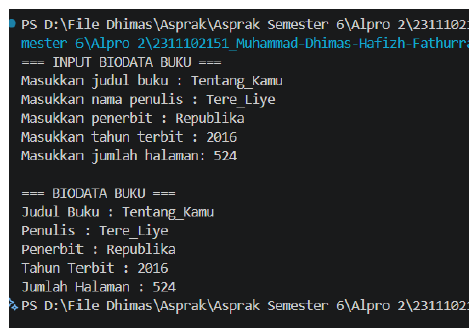 PS D:\File Dhimas\Asprak\Asprak Semester 6\Alpro 2\2311102
mester 6\Alpro 2\2311102151_Muhammad-Dhimas-Hafizh-Fathurra
=== INPUT BIODATA BUKU ===
Masukkan judul buku : Tentang_Kamu
Masukkan nama penulis : Tere_Liye
Masukkan penerbit : Republika
Masukkan tahun terbit : 2016
Masukkan jumlah halaman: 524
=== BIODATA BUKU ===
Judul Buku : Tentang_Kamu
Penulis : Tere_Liye
Penerbit : Republika
Tahun Terbit : 2016
Jumlah Halaman : 524
PS D:\File Dhimas\Asprak\Asprak Semester 6\Alpro 2\2311102